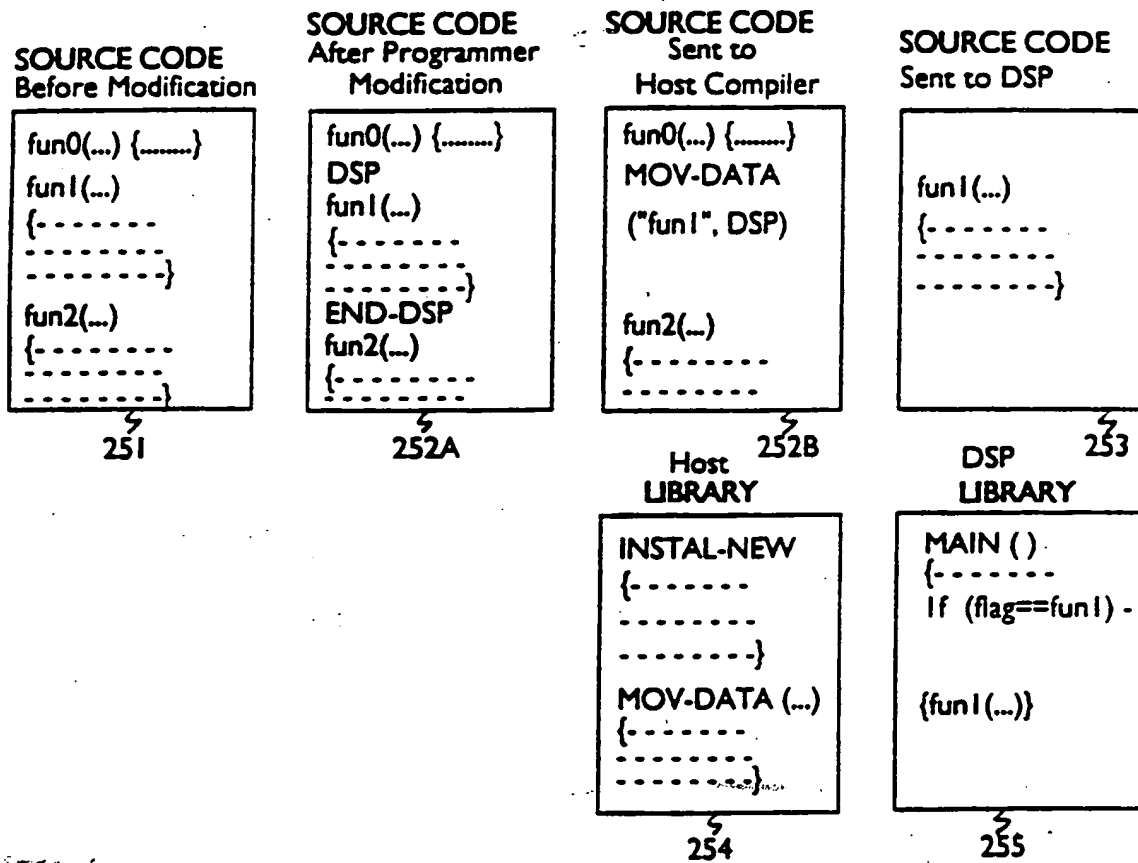 SOURCE CODE
Before Modification
fun0(...) {.........}
fun1(...)
{- - - - - - -
- - - - - - - - -
- - - - - - - - -}
fun2(...)
{- - - - - - - -
- - - - - - - - -
- - - - - - - - -}
251
SOURCE CODE
After Programmer
Modification
fun0(...) {.........}
DSP
fun1(...)
{- - - - - - -
- - - - - - - - -
- - - - - - - - -}
END-DSP
fun2(...)
{- - - - - - - -
- - - - - - - - -
252A
SOURCE CODE
Sent to
Host Compiler
fun0(...) {.........}
MOV-DATA
("fun1", DSP)
fun2(...)
{- - - - - - - -
- - - - - - - - -
252B
SOURCE CODE
Sent to DSP
fun1(...)
{- - - - - - -
- - - - - - - - -
- - - - - - - - -}
253
Host
LIBRARY
INSTAL-NEW
{- - - - - - -
- - - - - - - - -
- - - - - - - - -}
MOV-DATA (...)
{- - - - - - -
- - - - - - - - -
- - - - - - - - -}
254
DSP
LIBRARY
MAIN ( )
{- - - - - - -
If (flag==fun1) -
{fun1(...)}
255